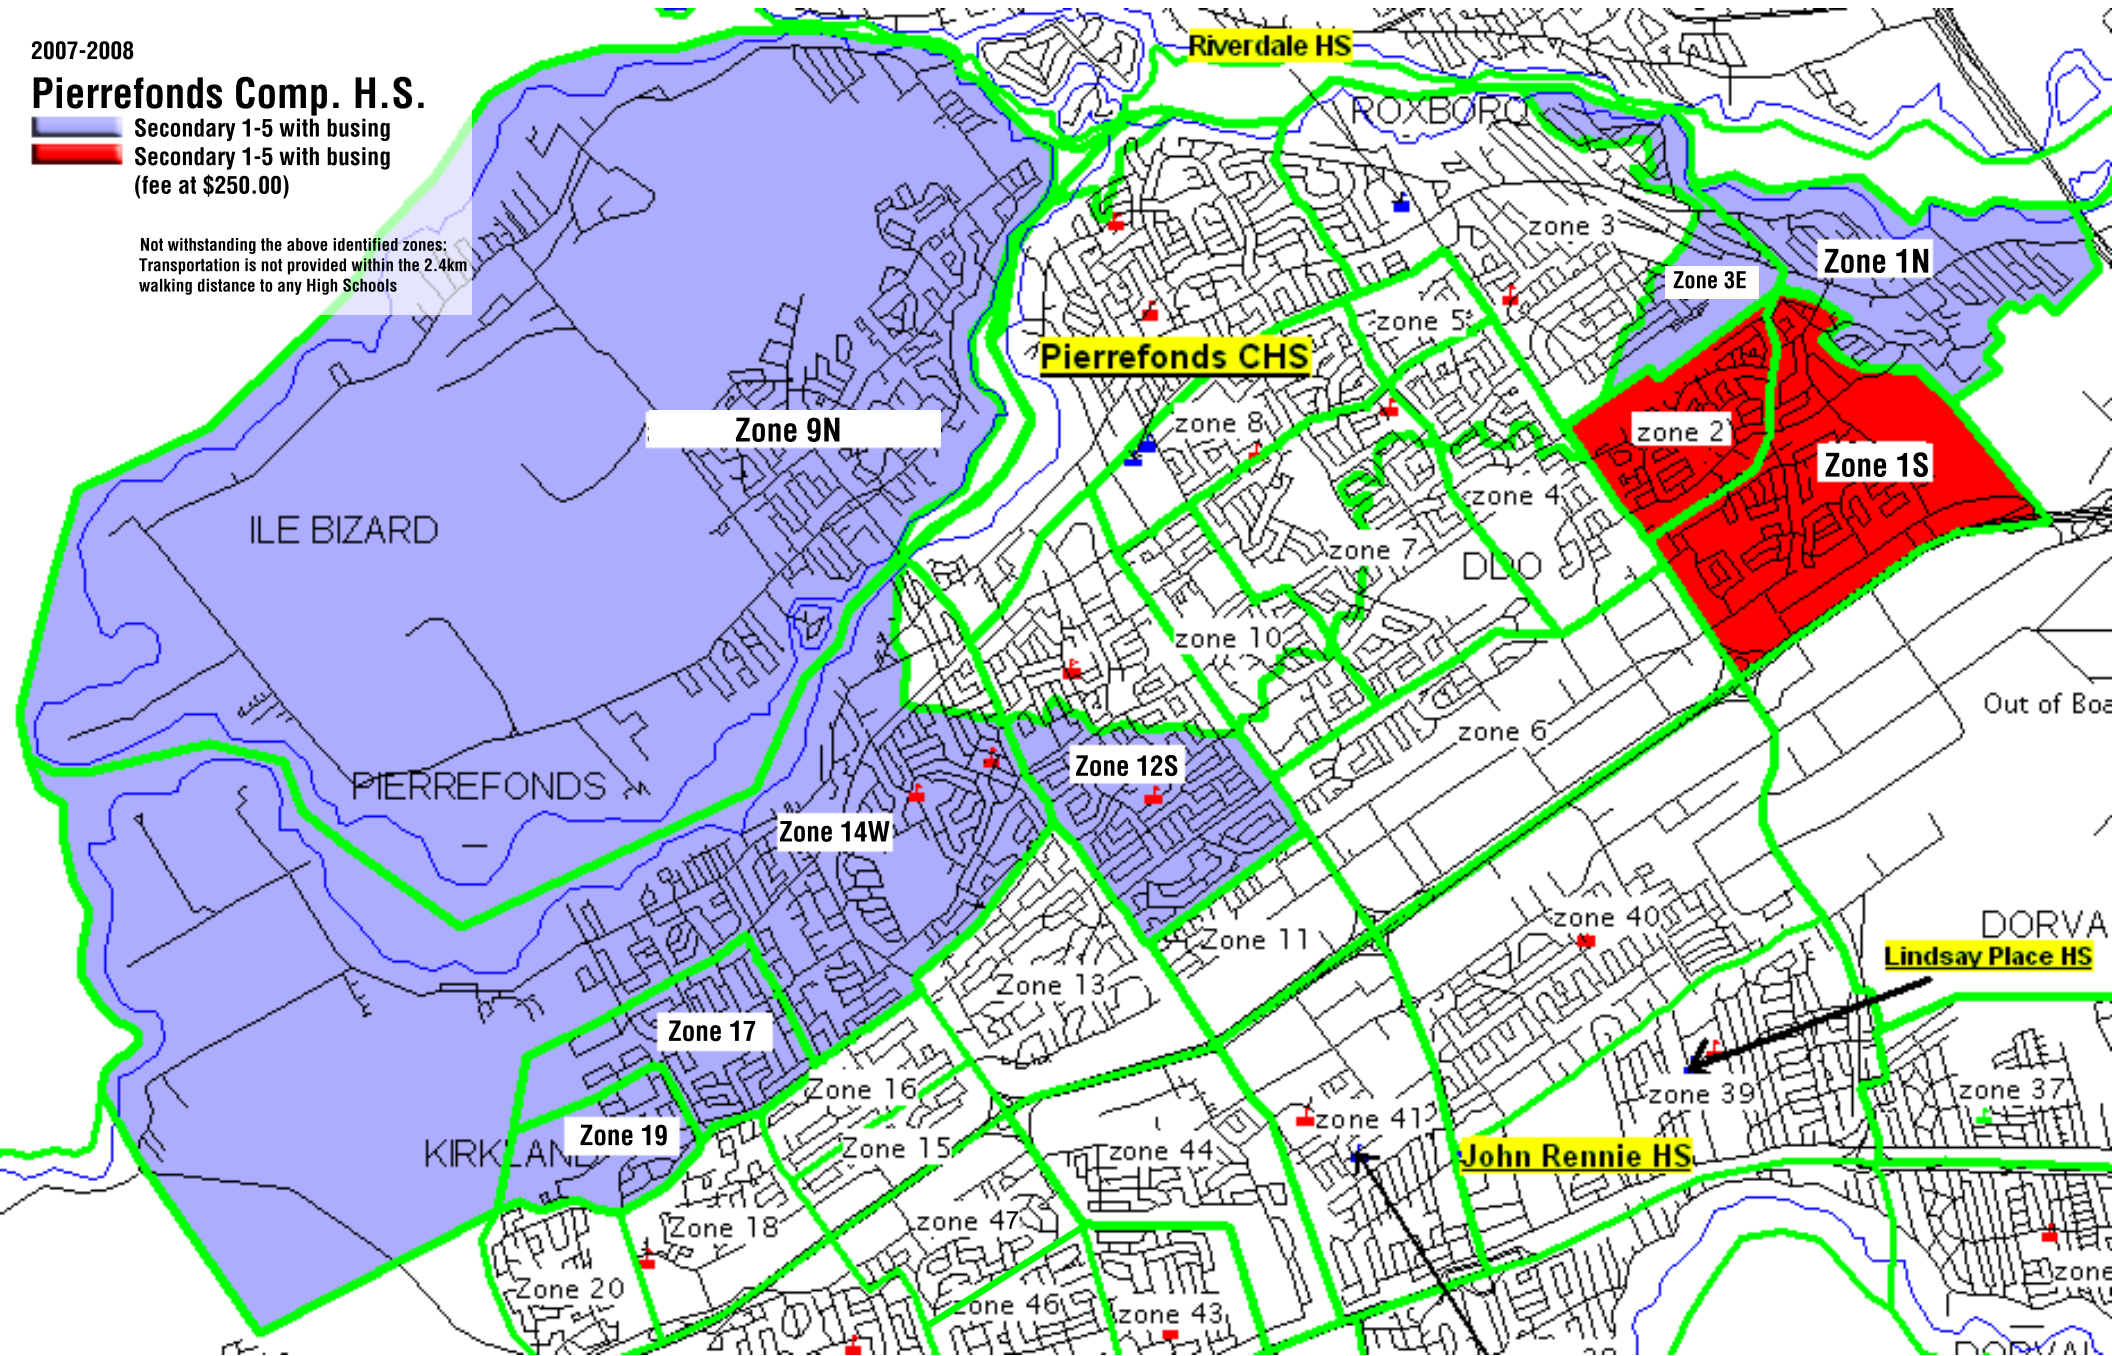 2007-2008
Pierrefonds Comp. H.S.
Secondary 1-5 with busing
Secondary 1-5 with busing
(fee at $250.00)
Not withstanding the above identified zones:
Transportation is not provided within the 2.4km
walking distance to any High Schools
Riverdale HS
ROXBORO
zone 3
Zone 1N
Zone 3E
zone 5
Pierrefonds CHS
zone 8
Zone 9N
zone 2
Zone 1S
zone 4
ILE BIZARD
zone 7
DDO
zone 10
Out of Boa
zone 6
Zone 12S
PIERREFONDS
Zone 14W
zone 40
DORVA
Zone 11
Lindsay Place HS
Zone 13
Zone 17
Zone 16
zone 39
zone 37
zone 41
Zone 19
KIRKLAND
Zone 15
zone 44
John Rennie HS
Zone 18
zone 47
zone
Zone 20
zone 46
zone 43
DORVAL